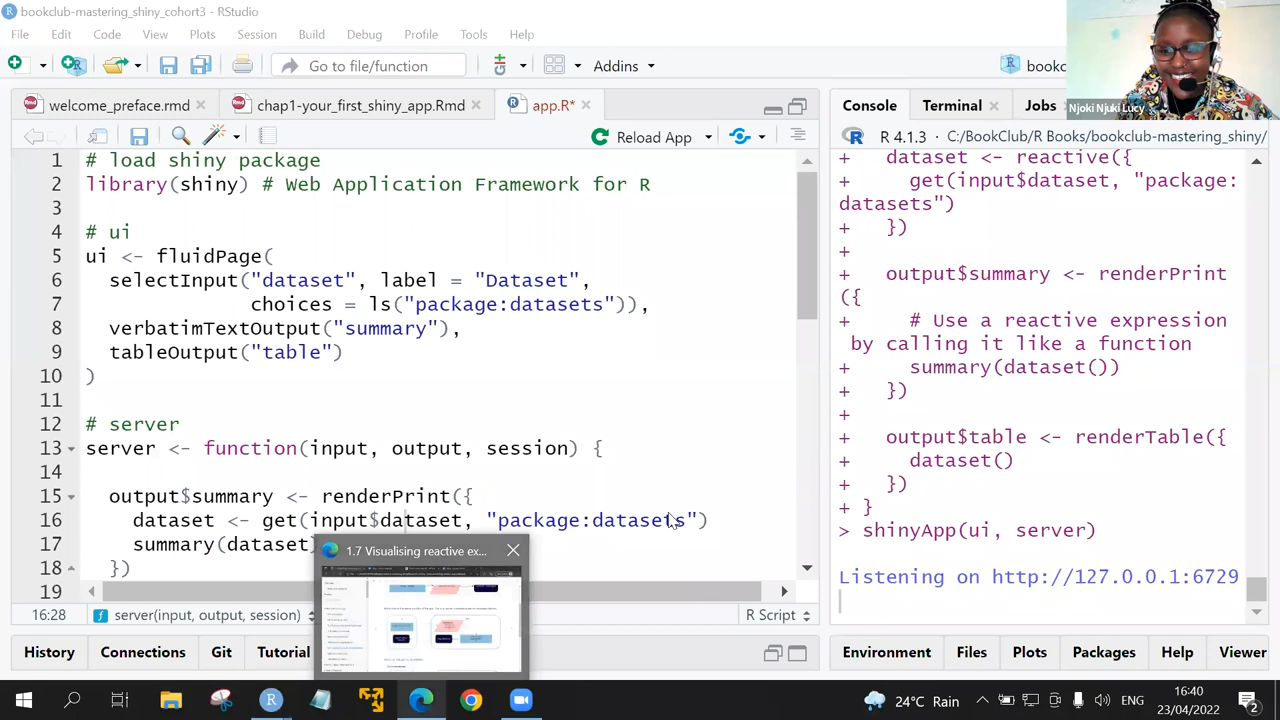 bookclub-mastering_shiny_cohort3 - RStudio
File Edit Code View Plots Session Build Debug Profile Tools Help
Go to file/function
Addins
bookc
Njoki Njuki Lucy
welcome_preface.rmd
chap1-your_first_shiny_app.Rmd
app.R*
Reload App
1 # load shiny package
2 library(shiny) # Web Application Framework for R
3
4 # ui
5 ui <- fluidPage(
6 selectInput("dataset", label = "Dataset",
7 choices = ls("package:datasets")),
8 verbatimTextOutput("summary"),
9 tableOutput("table")
10 )
11
12 # server
13 server <- function(input, output, session) {
14
15 output$summary <- renderPrint({
16 dataset <- get(input$dataset, "package:datasets")
17 summary(dataset)
18 })
19
16:28
server(input, output, session)
R Script
Console Terminal Jobs
R 4.1.3 · C:/BookClub/R Books/bookclub-mastering_shiny/
+ dataset <- reactive({
+ get(input$dataset, "package:
datasets")
+ })
+
+ output$summary <- renderPrint
({
+ # Use a reactive expression
by calling it like a function
+ summary(dataset())
+ })
+
+ output$table <- renderTable({
+ dataset()
+ })
+ }
> shinyApp(ui, server)
Listening on http://127.0.0.1:6729
1.7 Visualising reactive ex...
History Connections Git Tutorial
Environment Files Plots Packages Help Viewer
24°C Rain
ENG
16:40
23/04/2022
2